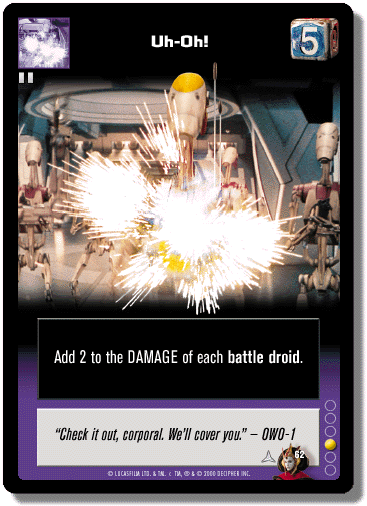 Uh-Oh!
5
Add 2 to the DAMAGE of each battle droid.
“Check it out, corporal. We'll cover you.” – OWO-1
62
© LUCASFILM LTD. & TM. TM, ® & © 2000 DECIPHER INC.